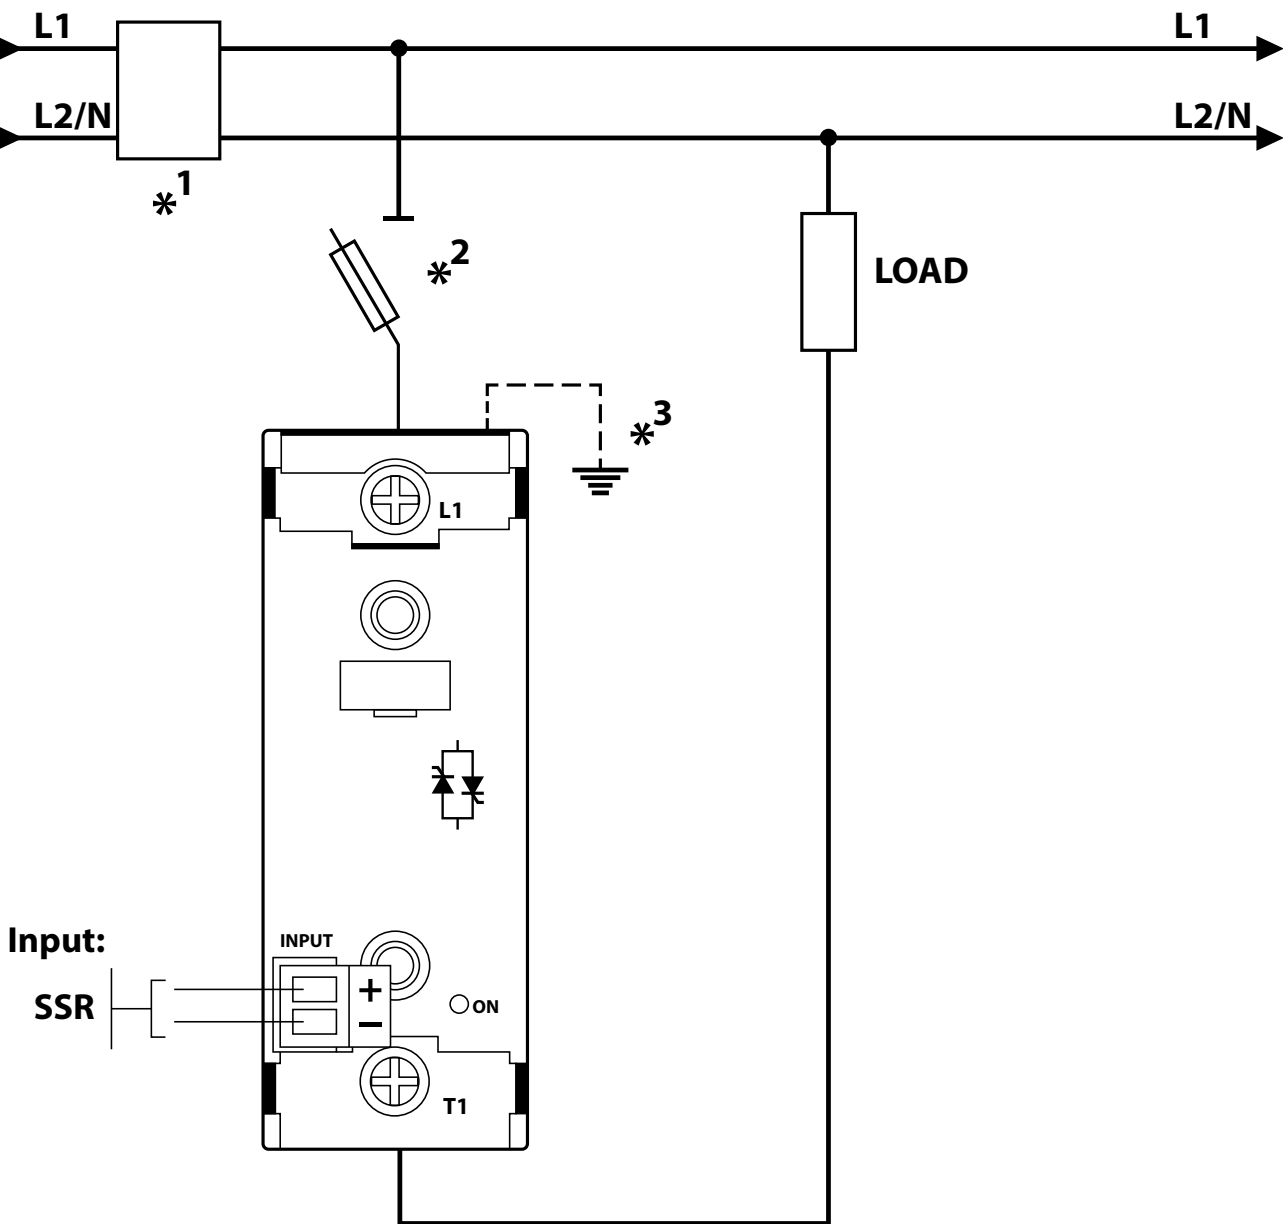 L1
L1
L2/N
L2/N
*1
*2
LOAD
*3
L1
Input:
INPUT
SSR
+
−
ON
T1